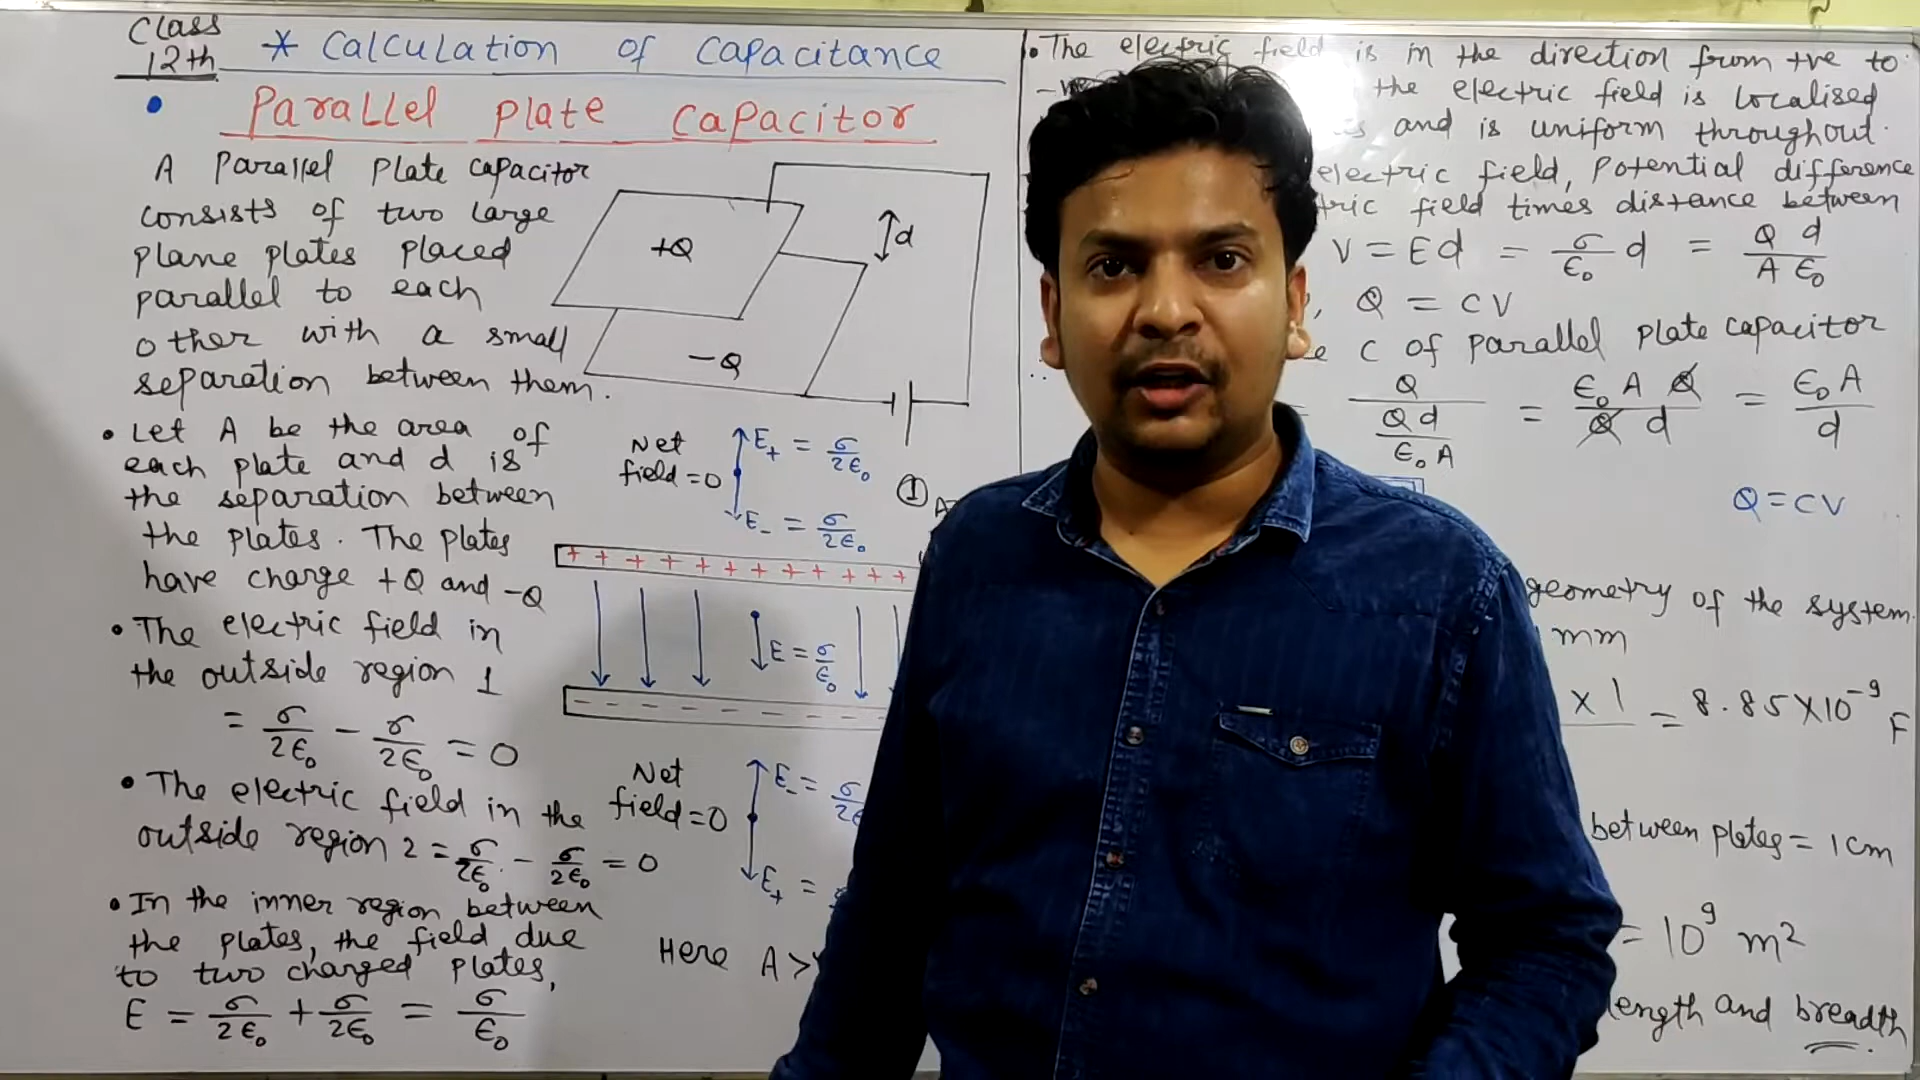 Class
12th
* Calculation of Capacitance
• Parallel plate capacitor
A Parallel plate capacitor
consists of two large
plane plates placed
parallel to each
other with a small
separation between them.
• Let A be the area of
each plate and d is
the separation between
the plates. The plates
have charge +Q and -Q
• The electric field in
the outside region 1
= σ/2ϵ₀ - σ/2ϵ₀ = 0
• The electric field in the
outside region 2 = σ/2ϵ₀ - σ/2ϵ₀ = 0
• In the inner region between
the plates, the field due
to two charged plates,
E = σ/2ϵ₀ + σ/2ϵ₀ = σ/ϵ₀
+Q
d
-Q
Net
field=0
E₊ = σ/2ϵ₀
E₋ = σ/2ϵ₀
①
+ + + + + + + + + + +
E = σ/ϵ₀
- - - - - - -
Net
field=0
E₋ = σ/2ϵ
E₊ =
Here A >
• The electric field is in the direction from +ve to
the electric field is localised
and is uniform throughout.
electric field, potential difference
field times distance between
V = Ed = σ/ϵ₀ d = Q d/A ϵ₀
, Q = CV
C of parallel plate capacitor
Q/(Q d/ϵ₀ A) = ϵ₀ A Q/Q d = ϵ₀ A/d
Q = CV
geometry of the system.
mm
x 1 = 8.85 X 10⁻⁹ F
between plates = 1 cm
= 10⁹ m²
length and breadth